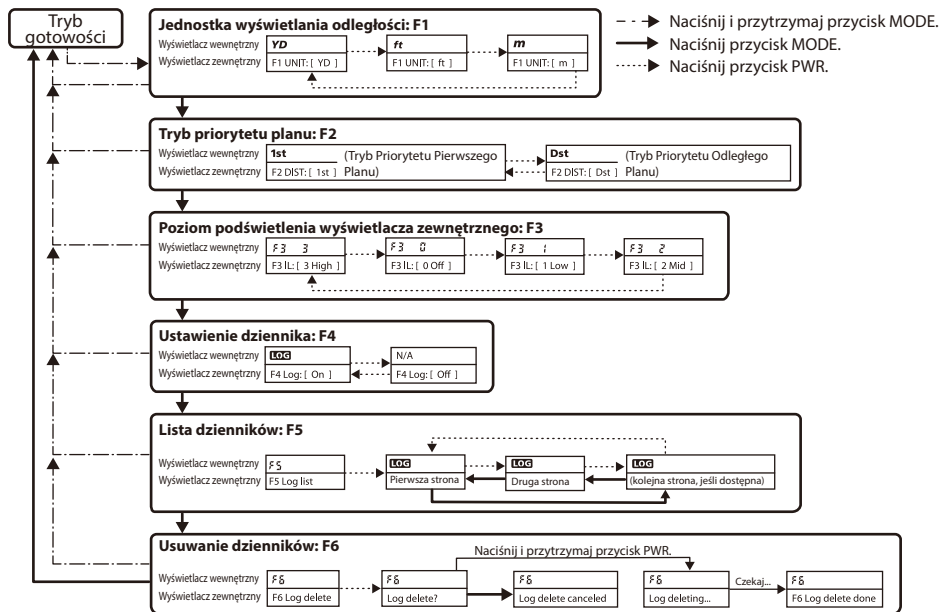 Tryb
gotowości
Naciśnij i przytrzymaj przycisk MODE.
Naciśnij przycisk MODE.
Naciśnij przycisk PWR.
Jednostka wyświetlania odległości: F1
Wyświetlacz wewnętrzny YD ft m
Wyświetlacz zewnętrzny F1 UNIT: [ YD ] F1 UNIT: [ ft ] F1 UNIT: [ m ]
Tryb priorytetu planu: F2
Wyświetlacz wewnętrzny 1st (Tryb Priorytetu Pierwszego Dst (Tryb Priorytetu Odległego
Wyświetlacz zewnętrzny F2 DIST: [ 1st ] Planu) F2 DIST: [ Dst ] Planu)
Poziom podświetlenia wyświetlacza zewnętrznego: F3
Wyświetlacz wewnętrzny F3 3 F3 0 F3 1 F3 2
Wyświetlacz zewnętrzny F3 IL: [ 3 High ] F3 IL: [ 0 Off ] F3 IL: [ 1 Low ] F3 IL: [ 2 Mid ]
Ustawienie dziennika: F4
Wyświetlacz wewnętrzny LOG N/A
Wyświetlacz zewnętrzny F4 Log: [ On ] F4 Log: [ Off ]
Lista dzienników: F5
Wyświetlacz wewnętrzny F5 LOG LOG LOG
Wyświetlacz zewnętrzny F5 Log list Pierwsza strona Druga strona (kolejna strona, jeśli dostępna)
Usuwanie dzienników: F6
Naciśnij i przytrzymaj przycisk PWR.
Wyświetlacz wewnętrzny F6 F6 F6 F6 Czekaj... F6
Wyświetlacz zewnętrzny F6 Log delete Log delete? Log delete canceled Log deleting... F6 Log delete done